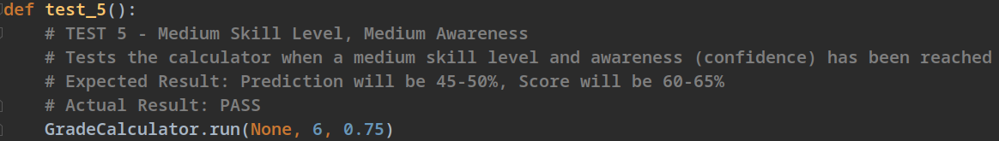 def test_5():
# TEST 5 - Medium Skill Level, Medium Awareness
# Tests the calculator when a medium skill level and awareness (confidence) has been reached
# Expected Result: Prediction will be 45-50%, Score will be 60-65%
# Actual Result: PASS
GradeCalculator.run(None, 6, 0.75)